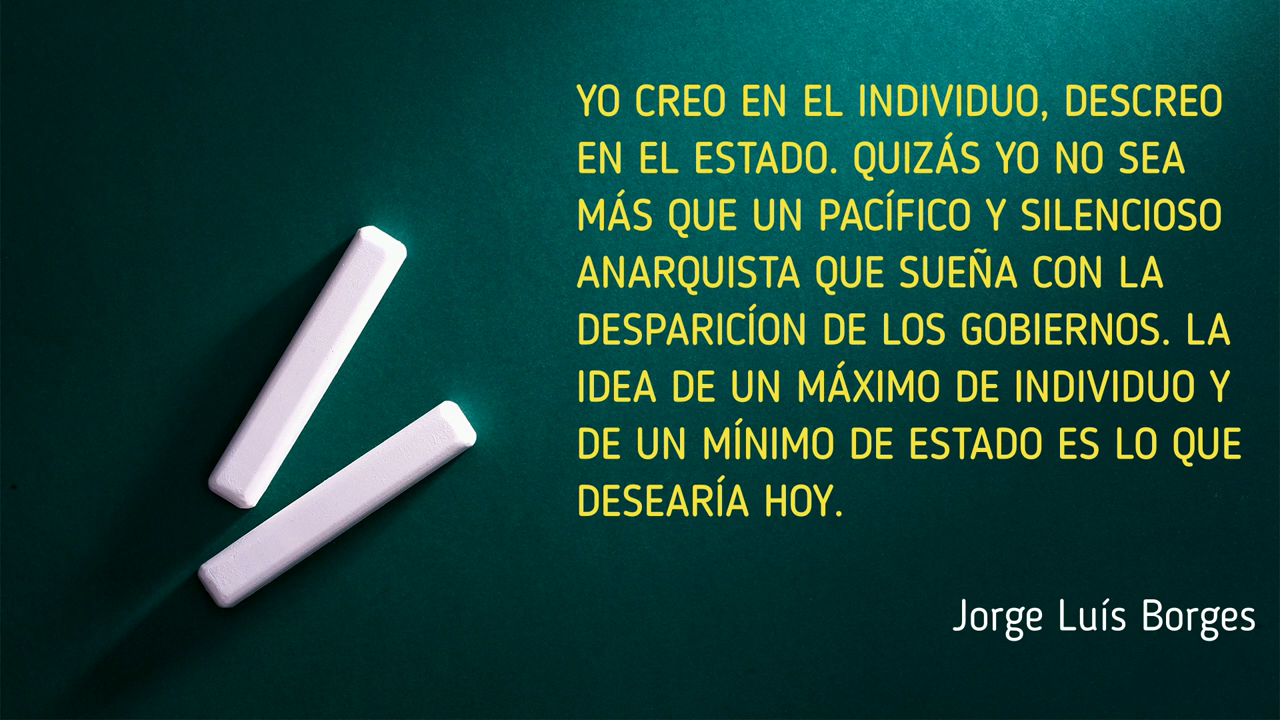 YO CREO EN EL INDIVIDUO, DESCREO
EN EL ESTADO. QUIZÁS YO NO SEA
MÁS QUE UN PACÍFICO Y SILENCIOSO
ANARQUISTA QUE SUEÑA CON LA
DESPARICÍON DE LOS GOBIERNOS. LA
IDEA DE UN MÁXIMO DE INDIVIDUO Y
DE UN MÍNIMO DE ESTADO ES LO QUE
DESEARÍA HOY.
Jorge Luís Borges